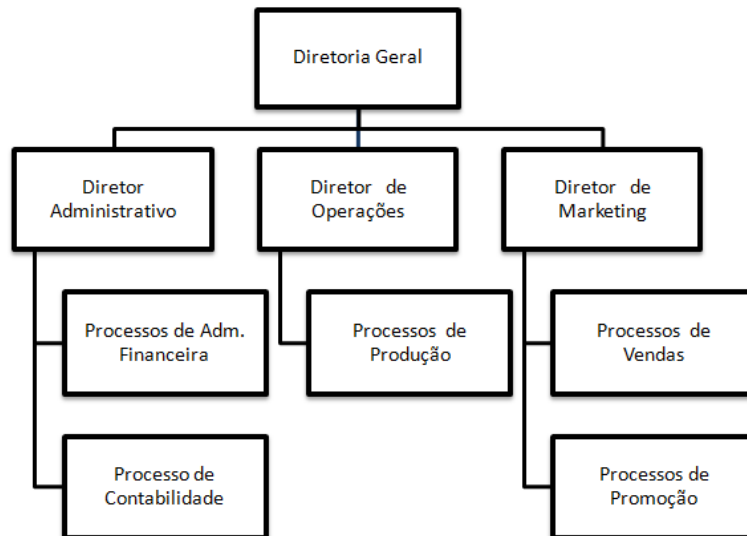 Diretoria Geral
Diretor
Administrativo
Diretor de
Operações
Diretor de
Marketing
Processos de Adm.
Financeira
Processos de
Produção
Processos de
Vendas
Processo de
Contabilidade
Processos de
Promoção